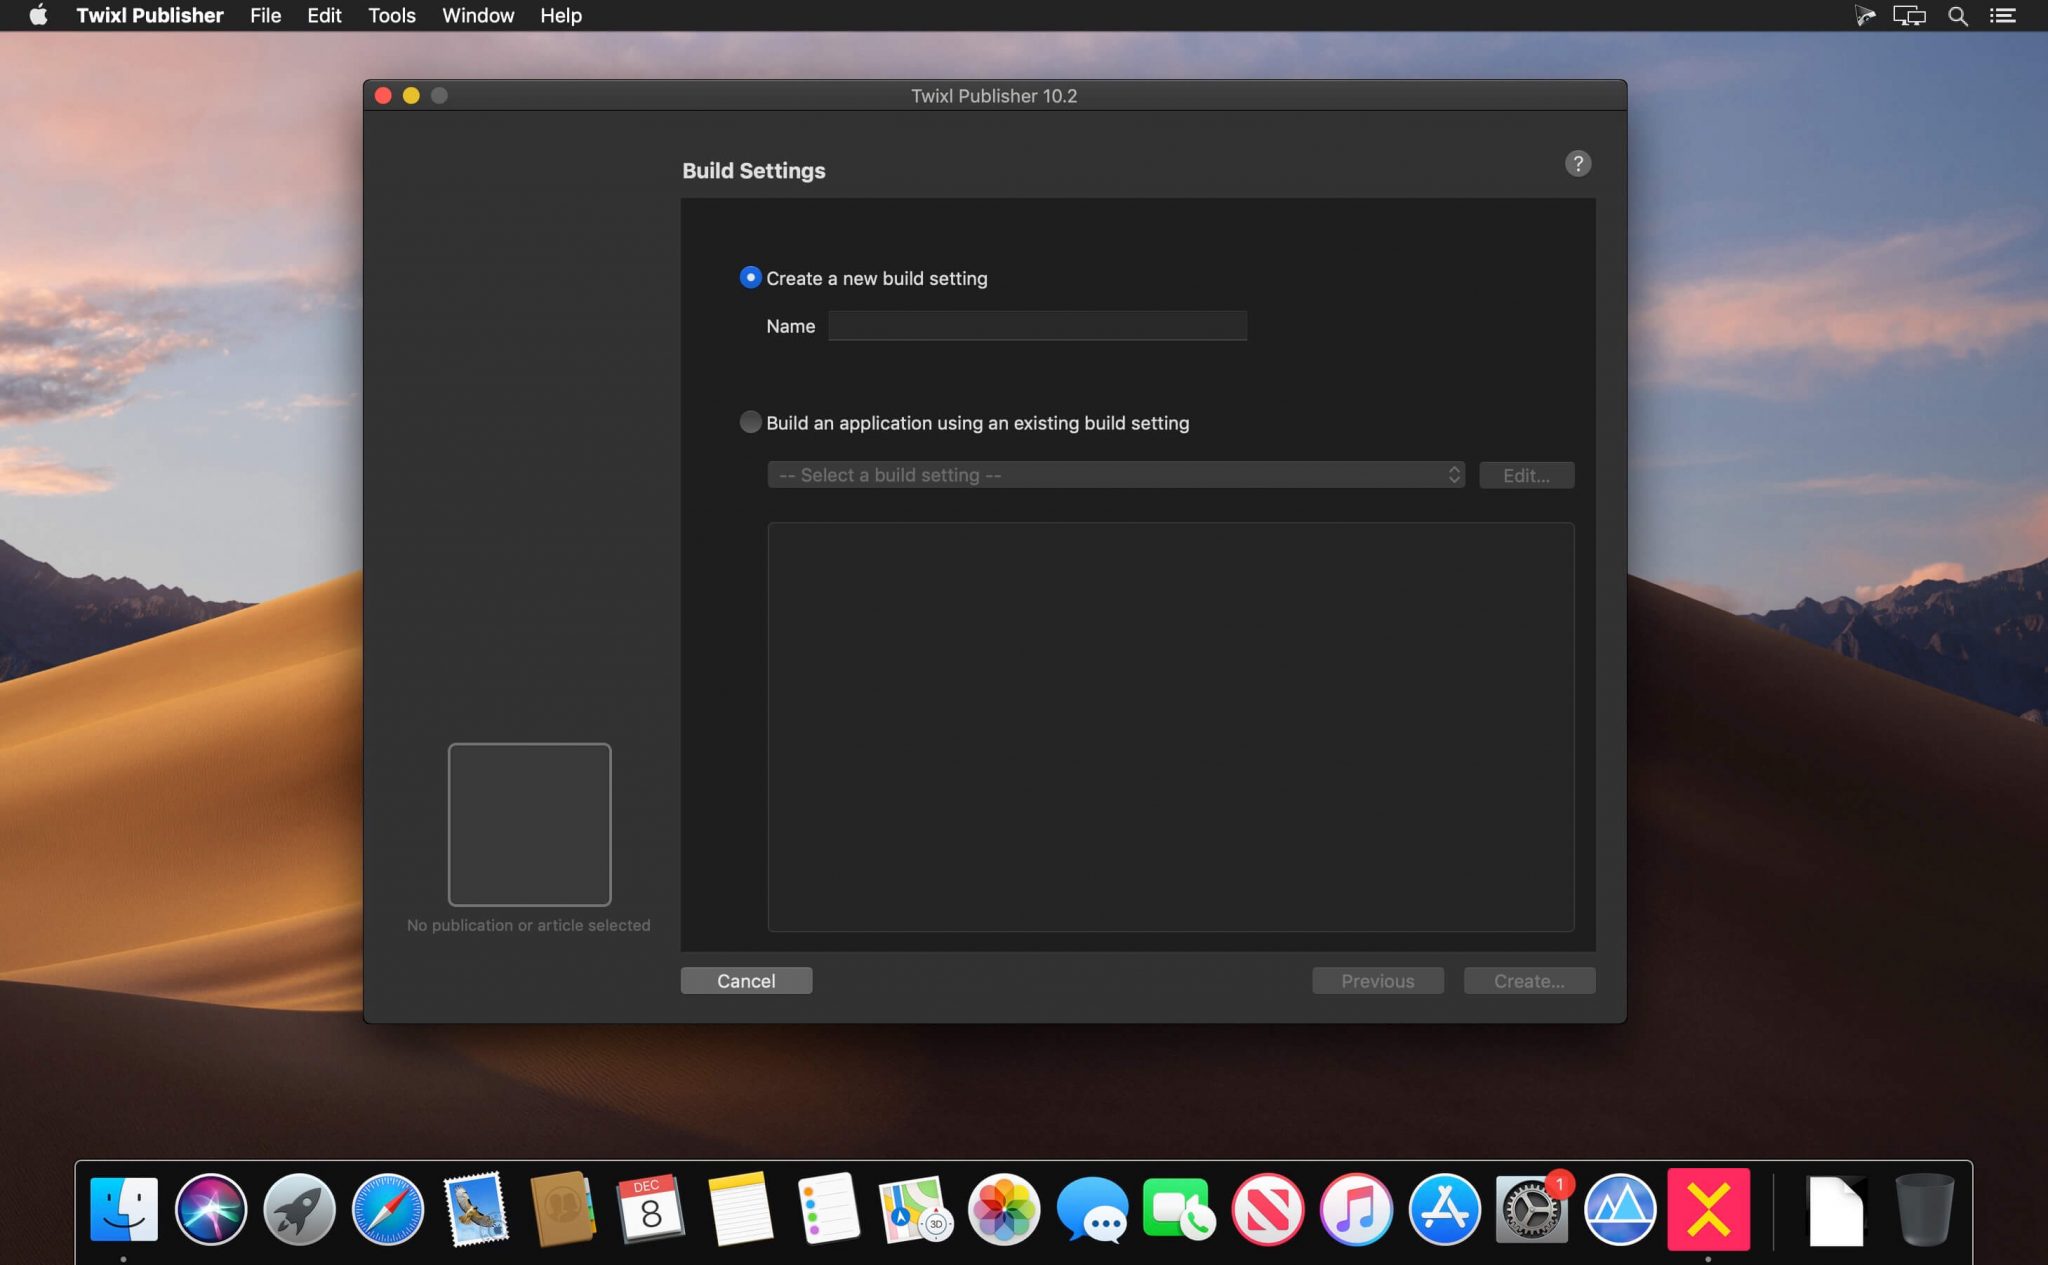 Twixl Publisher File Edit Tools Window Help
Twixl Publisher 10.2
Build Settings
?
Create a new build setting
Name
Build an application using an existing build setting
-- Select a build setting --
Edit...
No publication or article selected
Cancel
Previous
Create...
DEC
8
3D
1